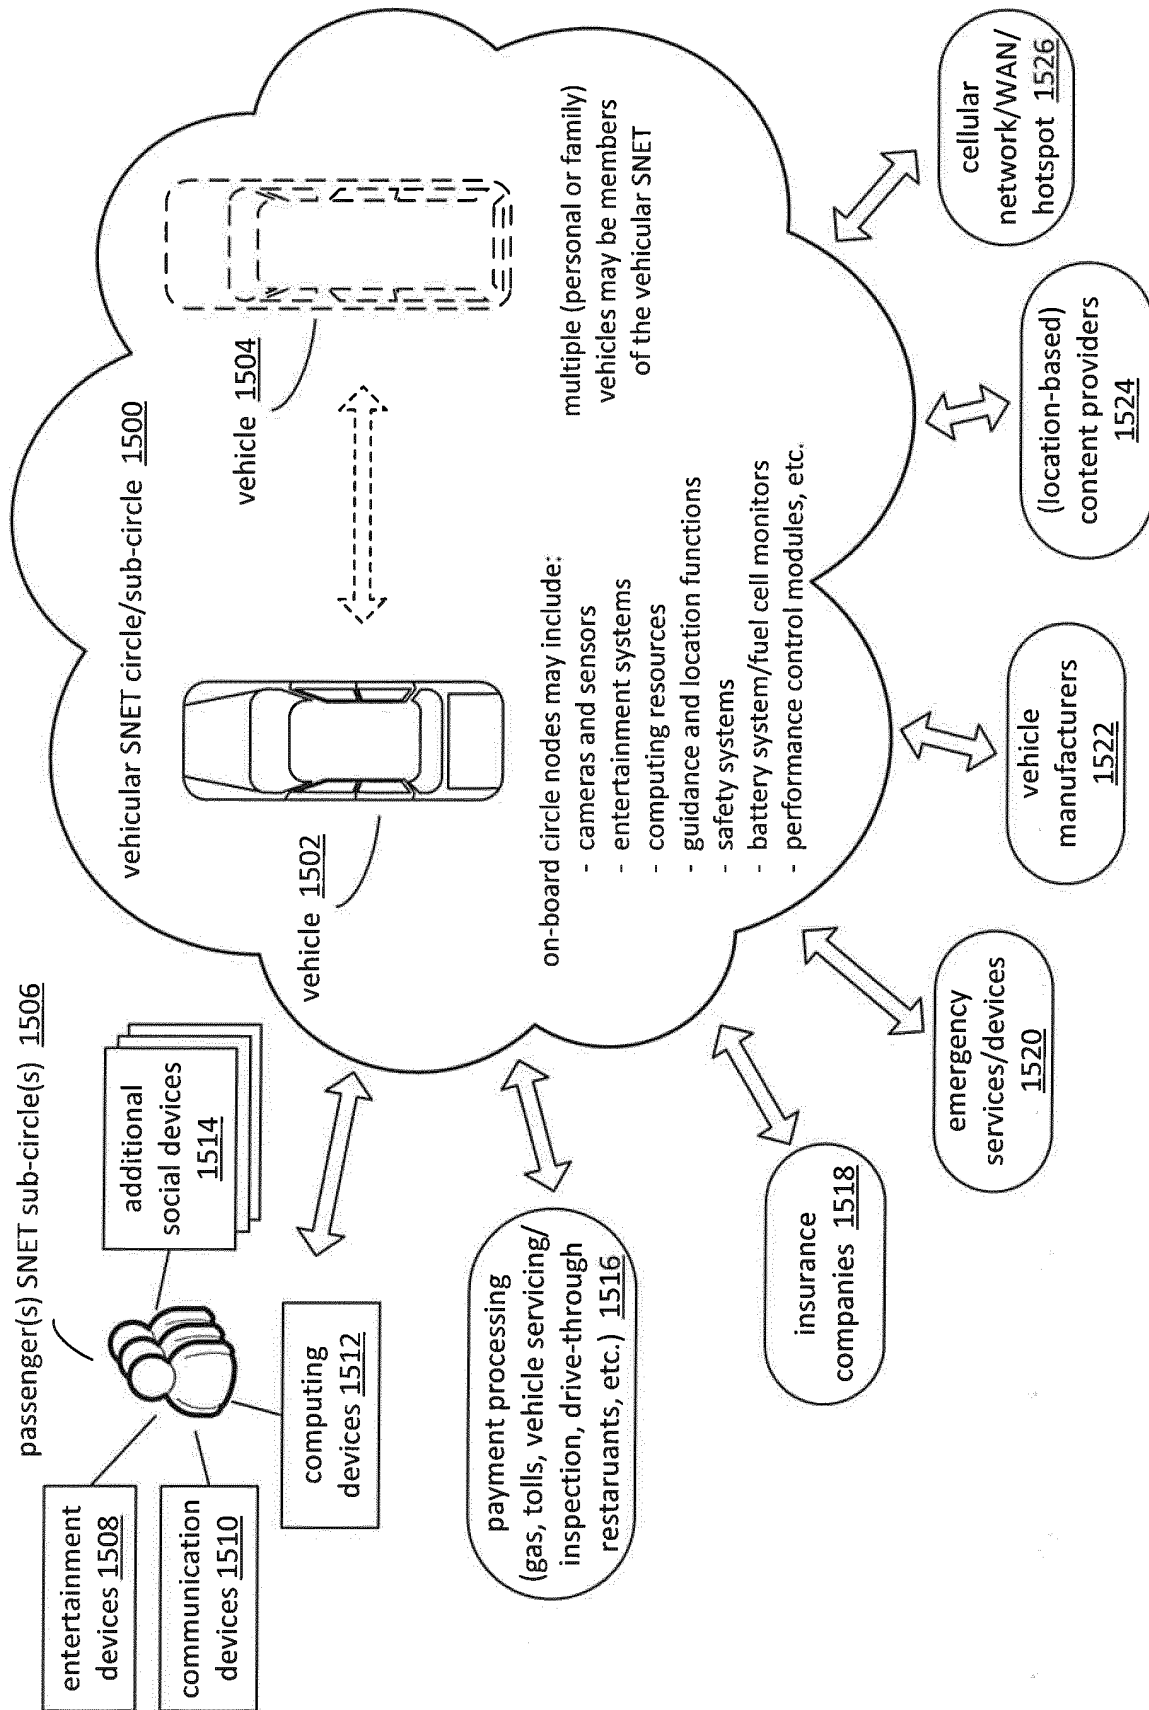 passenger(s) SNET sub-circle(s) 1506
entertainment
devices 1508
communication
devices 1510
computing
devices 1512
additional
social devices
1514
vehicular SNET circle/sub-circle 1500
vehicle 1502
vehicle 1504
on-board circle nodes may include:
- cameras and sensors
- entertainment systems
- computing resources
- guidance and location functions
- safety systems
- battery system/fuel cell monitors
- performance control modules, etc.
multiple (personal or family)
vehicles may be members
of the vehicular SNET
payment processing
(gas, tolls, vehicle servicing/
inspection, drive-through
restaruants, etc.) 1516
insurance
companies 1518
emergency
services/devices
1520
vehicle
manufacturers
1522
(location-based)
content providers
1524
cellular
network/WAN/
hotspot 1526